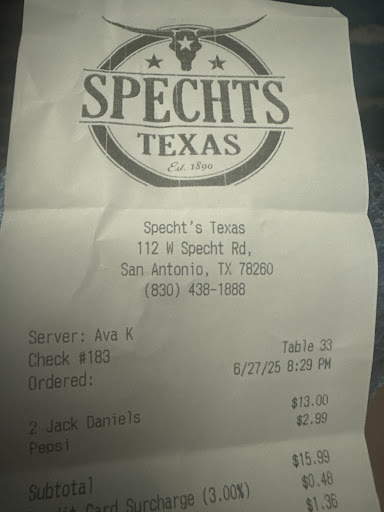 SPECHTS
TEXAS
Est. 1890
Specht's Texas
112 W Specht Rd,
San Antonio, TX 78260
(830) 438-1888
Server: Ava K
Check #183 Table 33
Ordered: 6/27/25 8:29 PM
2 Jack Daniels $13.00
Pepsi $2.99
Subtotal $15.99
Card Surcharge (3.00%) $0.48
$1.36